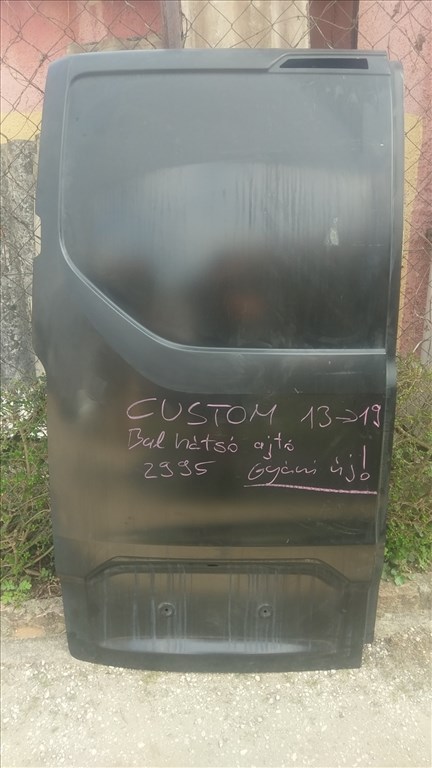 CUSTOM 13→19
Bal hátsó ajtó
2995 Gyári új!